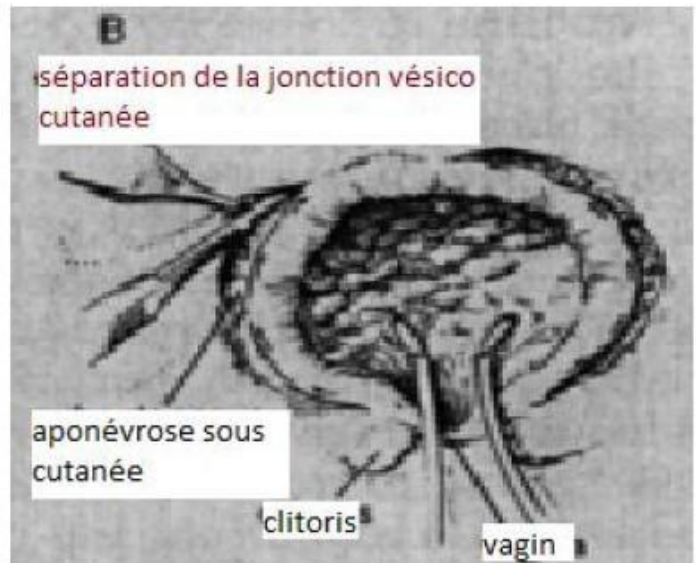 B
séparation de la jonction vésico
cutanée
aponévrose sous
cutanée
clitoris s
vagin